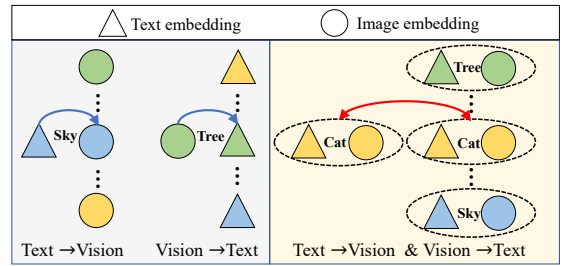 Text embedding
Image embedding
Sky
Tree
Tree
Cat
Cat
Sky
Text →Vision
Vision →Text
Text →Vision & Vision →Text